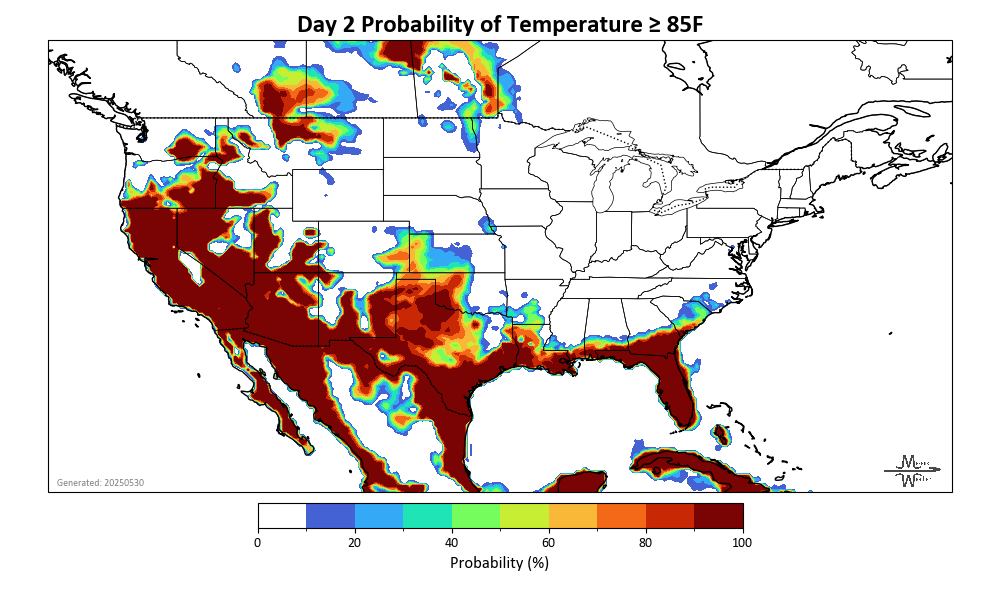 Day 2 Probability of Temperature ≥ 85F
Generated: 20250530
0 20 40 60 80 100
Probability (%)